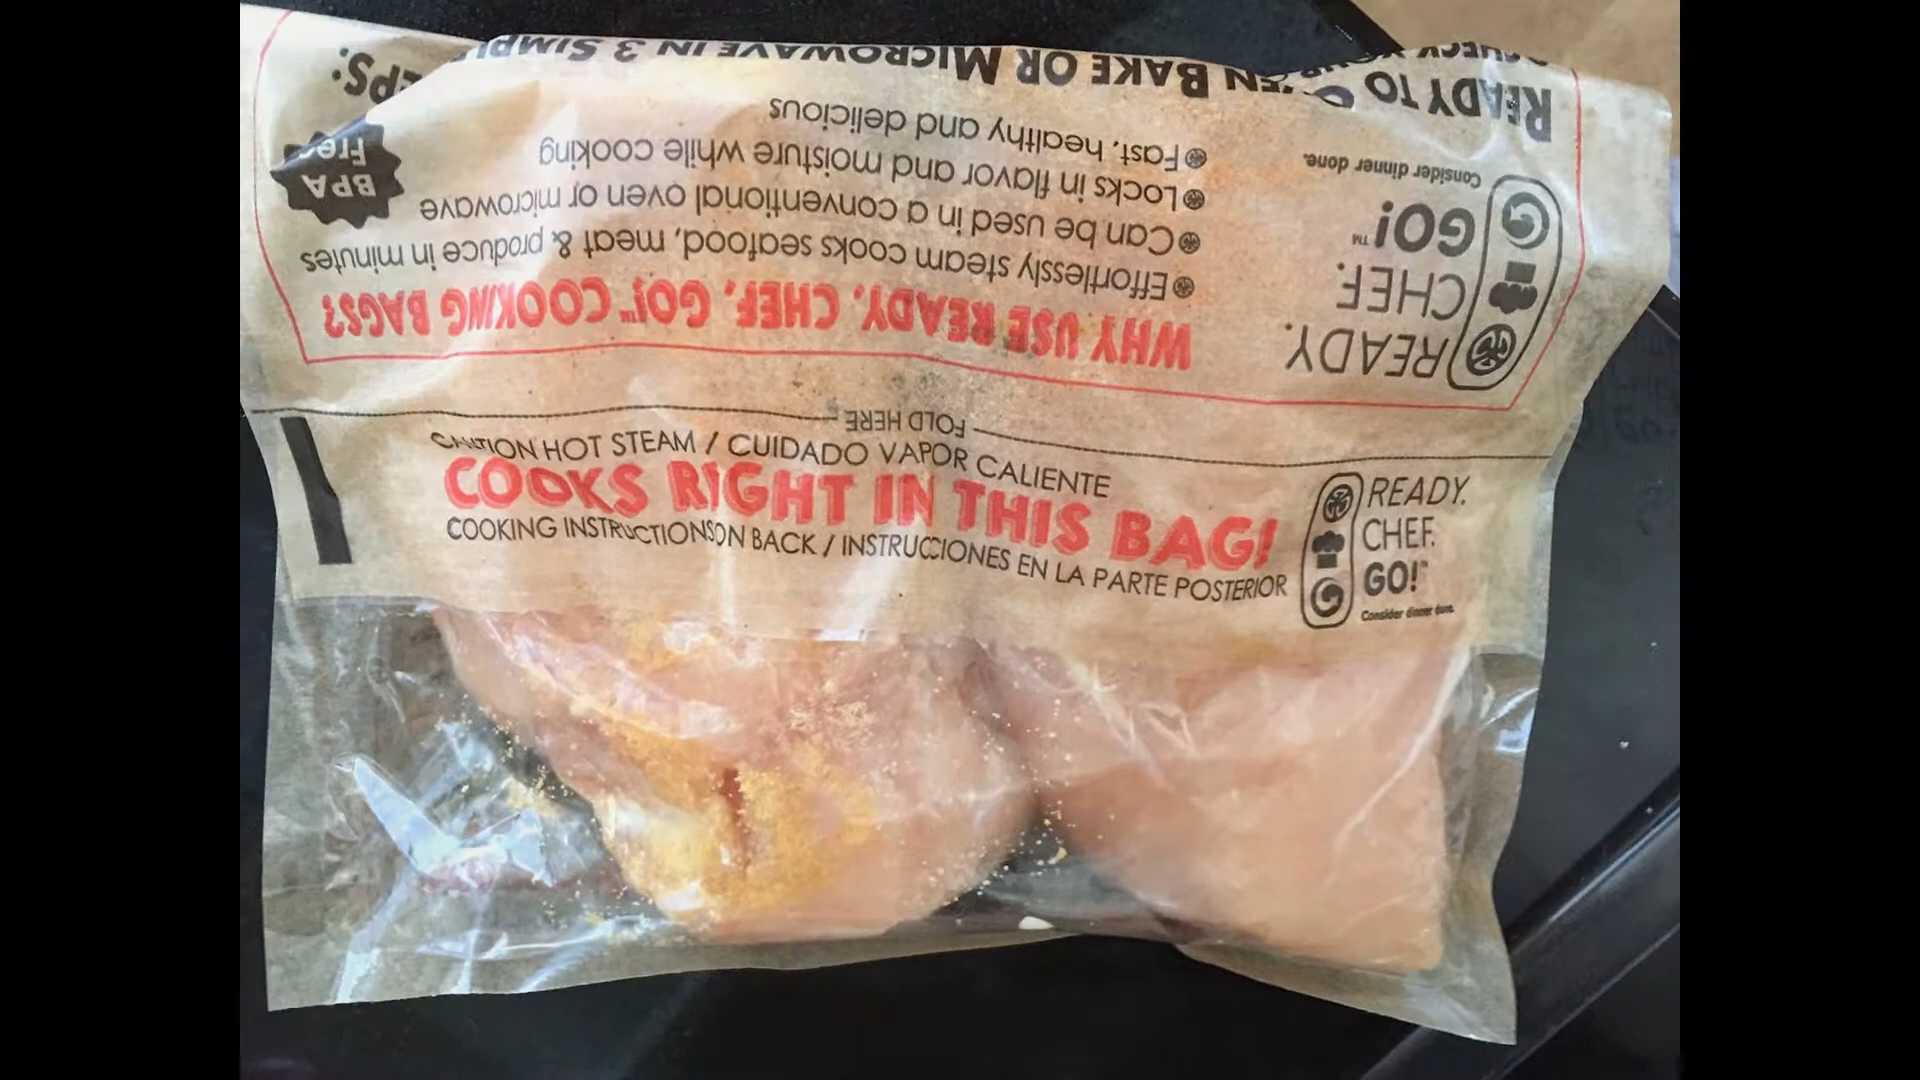 READY TO OVEN BAKE OR MICROWAVE IN 3
Consider dinner done.
READY.
CHEF.
GO!™
• Fast, healthy and delicious
• Locks in flavor and moisture while cooking
• Can be used in a conventional oven or microwave
• Effortlessly steam cooks seafood, meat & produce in minutes
WHY USE READY. CHEF. GO!™ COOKING BAGS?
BPA
Free
FOLD HERE
CAUTION HOT STEAM / CUIDADO VAPOR CALIENTE
COOKS RIGHT IN THIS BAG!
COOKING INSTRUCTIONS ON BACK / INSTRUCCIONES EN LA PARTE POSTERIOR
READY.
CHEF.
GO!™
Consider dinner done.